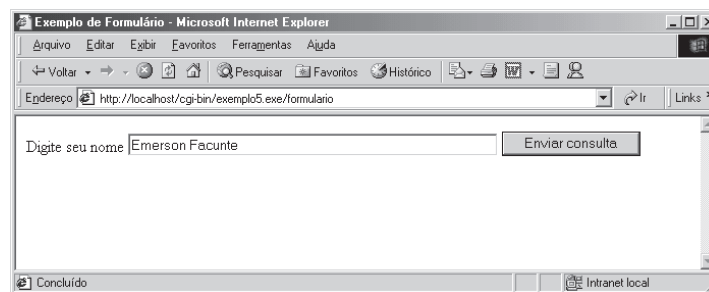 Exemplo de Formulário - Microsoft Internet Explorer
Arquivo Editar Exibir Favoritos Ferramentas Ajuda
Voltar Pesquisar Favoritos Histórico
Endereço http://localhost/cgi-bin/exemplo5.exe/formulario Ir Links
Digite seu nome Emerson Facunte Enviar consulta
Concluído Intranet local